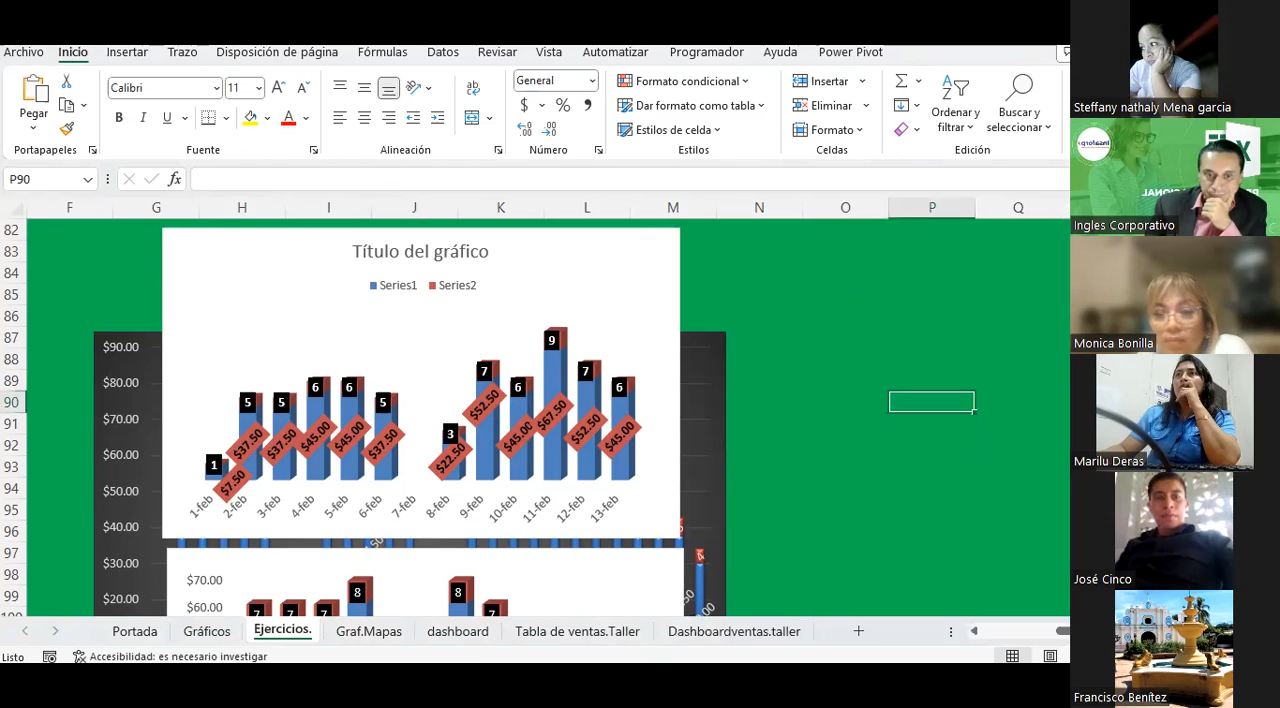 Archivo Inicio Insertar Trazo Disposición de página Fórmulas Datos Revisar Vista Automatizar Programador Ayuda Power Pivot
Pegar
Portapapeles
Calibri 11
N K S
Fuente
Alineación
General
$ % 
Número
Formato condicional
Dar formato como tabla
Estilos de celda
Estilos
Insertar
Eliminar
Formato
Celdas
Ordenar y filtrar
Buscar y seleccionar
Edición
P90 fx
F G H I J K L M N O P Q
82
83
84
85
86
87
88
89
90
91
92
93
94
95
96
97
98
99
Título del gráfico
Series1 Series2
1 5 5 6 6 5 3 7 6 9 7 6
$7.50 $37.50 $37.50 $45.00 $45.00 $37.50 $22.50 $52.50 $45.00 $67.50 $52.50 $45.00
1-feb 2-feb 3-feb 4-feb 5-feb 6-feb 7-feb 8-feb 9-feb 10-feb 11-feb 12-feb 13-feb
$90.00
$80.00
$70.00
$60.00
$50.00
$40.00
$30.00
$20.00
$70.00
$60.00
7 7 7 8 8 7
Portada Gráficos Ejercicios. Graf.Mapas dashboard Tabla de ventas.Taller Dashboardventas.taller
Listo Accesibilidad: es necesario investigar
Steffany nathaly Mena garcia
Ingles Corporativo
Monica Bonilla
Marilu Deras
José Cinco
Francisco Benítez